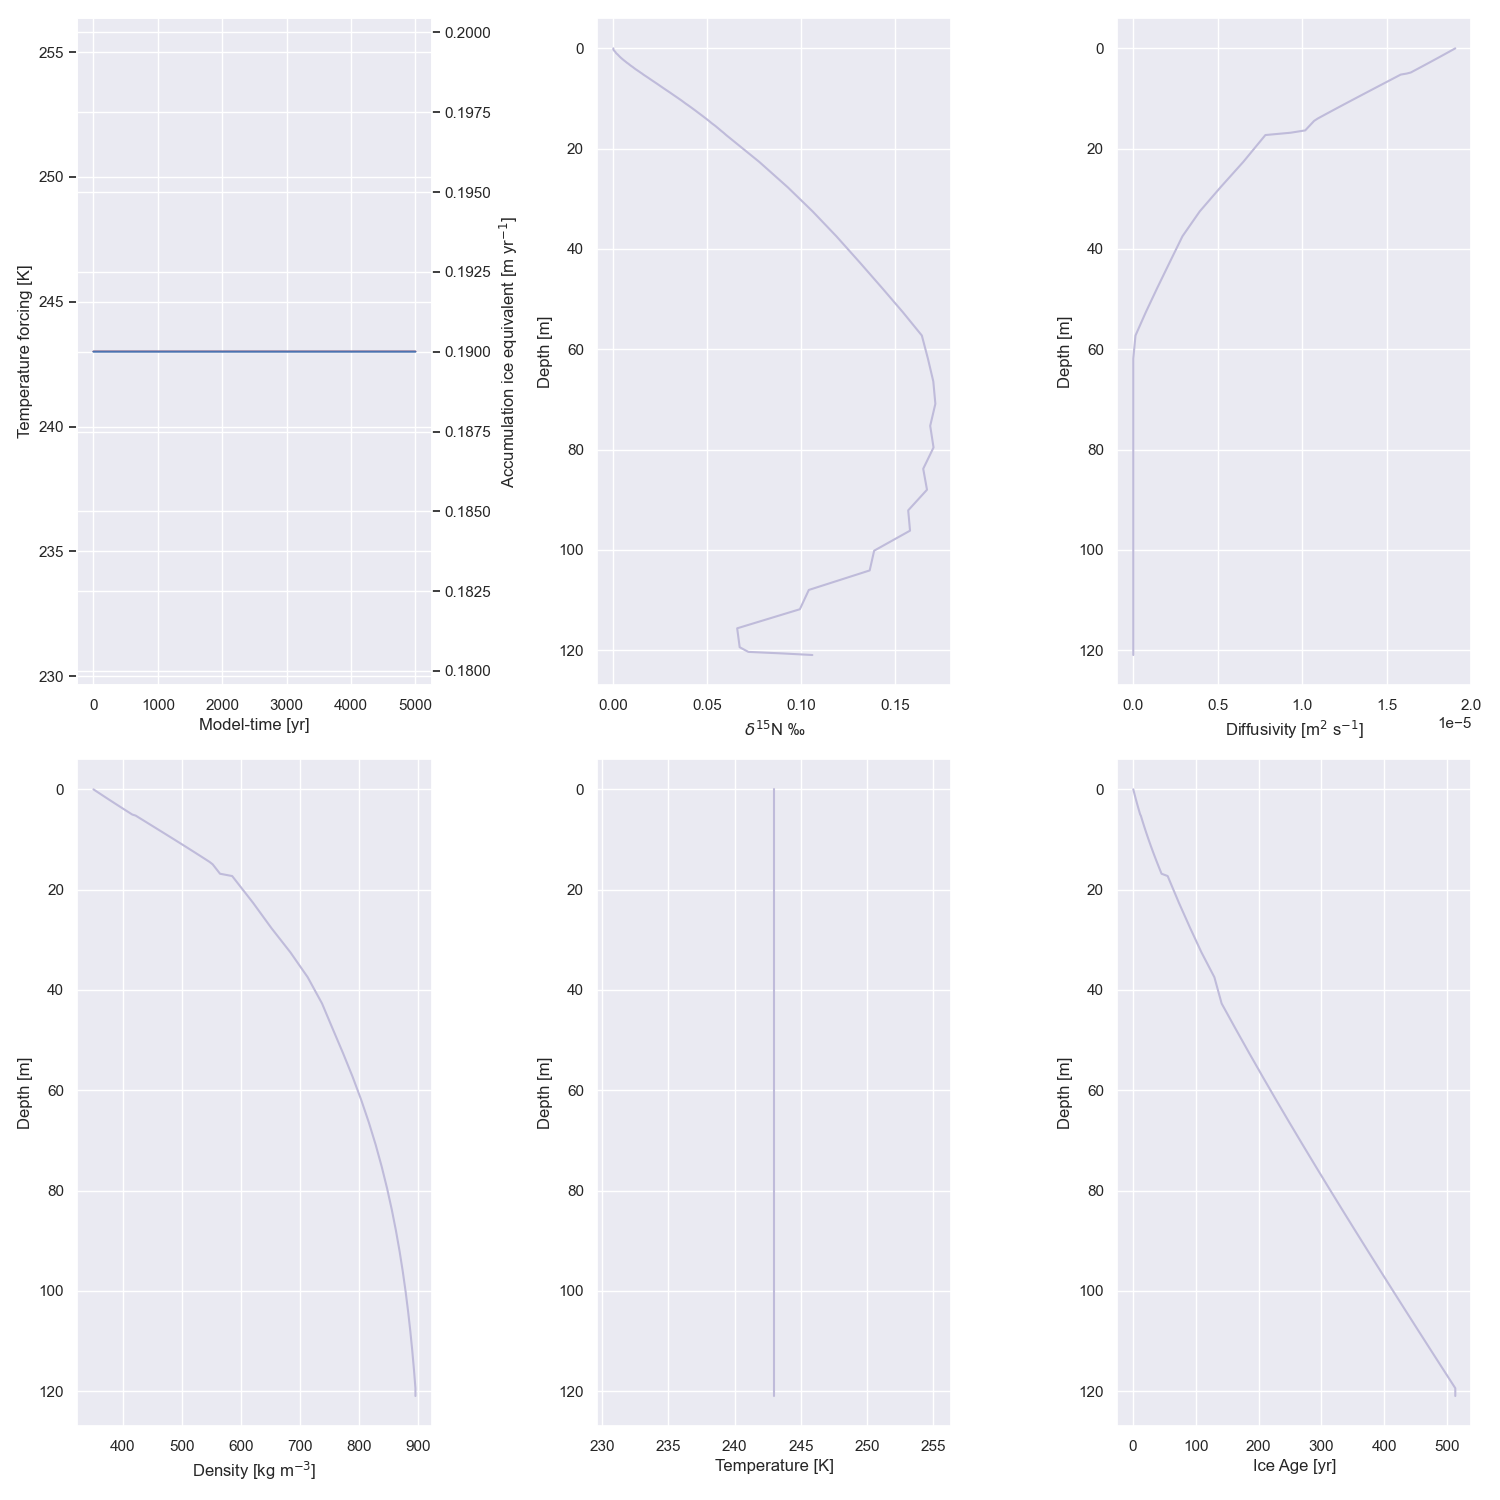 255
250
245
240
235
230
Temperature forcing [K]
0 1000 2000 3000 4000 5000
Model-time [yr]
0.2000
0.1975
0.1950
0.1925
0.1900
0.1875
0.1850
0.1825
0.1800
Accumulation ice equivalent [m yr⁻¹]
0
20
40
60
80
100
120
Depth [m]
0.00 0.05 0.10 0.15
δ¹⁵N ‰
0
20
40
60
80
100
120
Depth [m]
0.0 0.5 1.0 1.5 2.0
1e−5
Diffusivity [m² s⁻¹]
0
20
40
60
80
100
120
Depth [m]
400 500 600 700 800 900
Density [kg m⁻³]
0
20
40
60
80
100
120
Depth [m]
230 235 240 245 250 255
Temperature [K]
0
20
40
60
80
100
120
Depth [m]
0 100 200 300 400 500
Ice Age [yr]